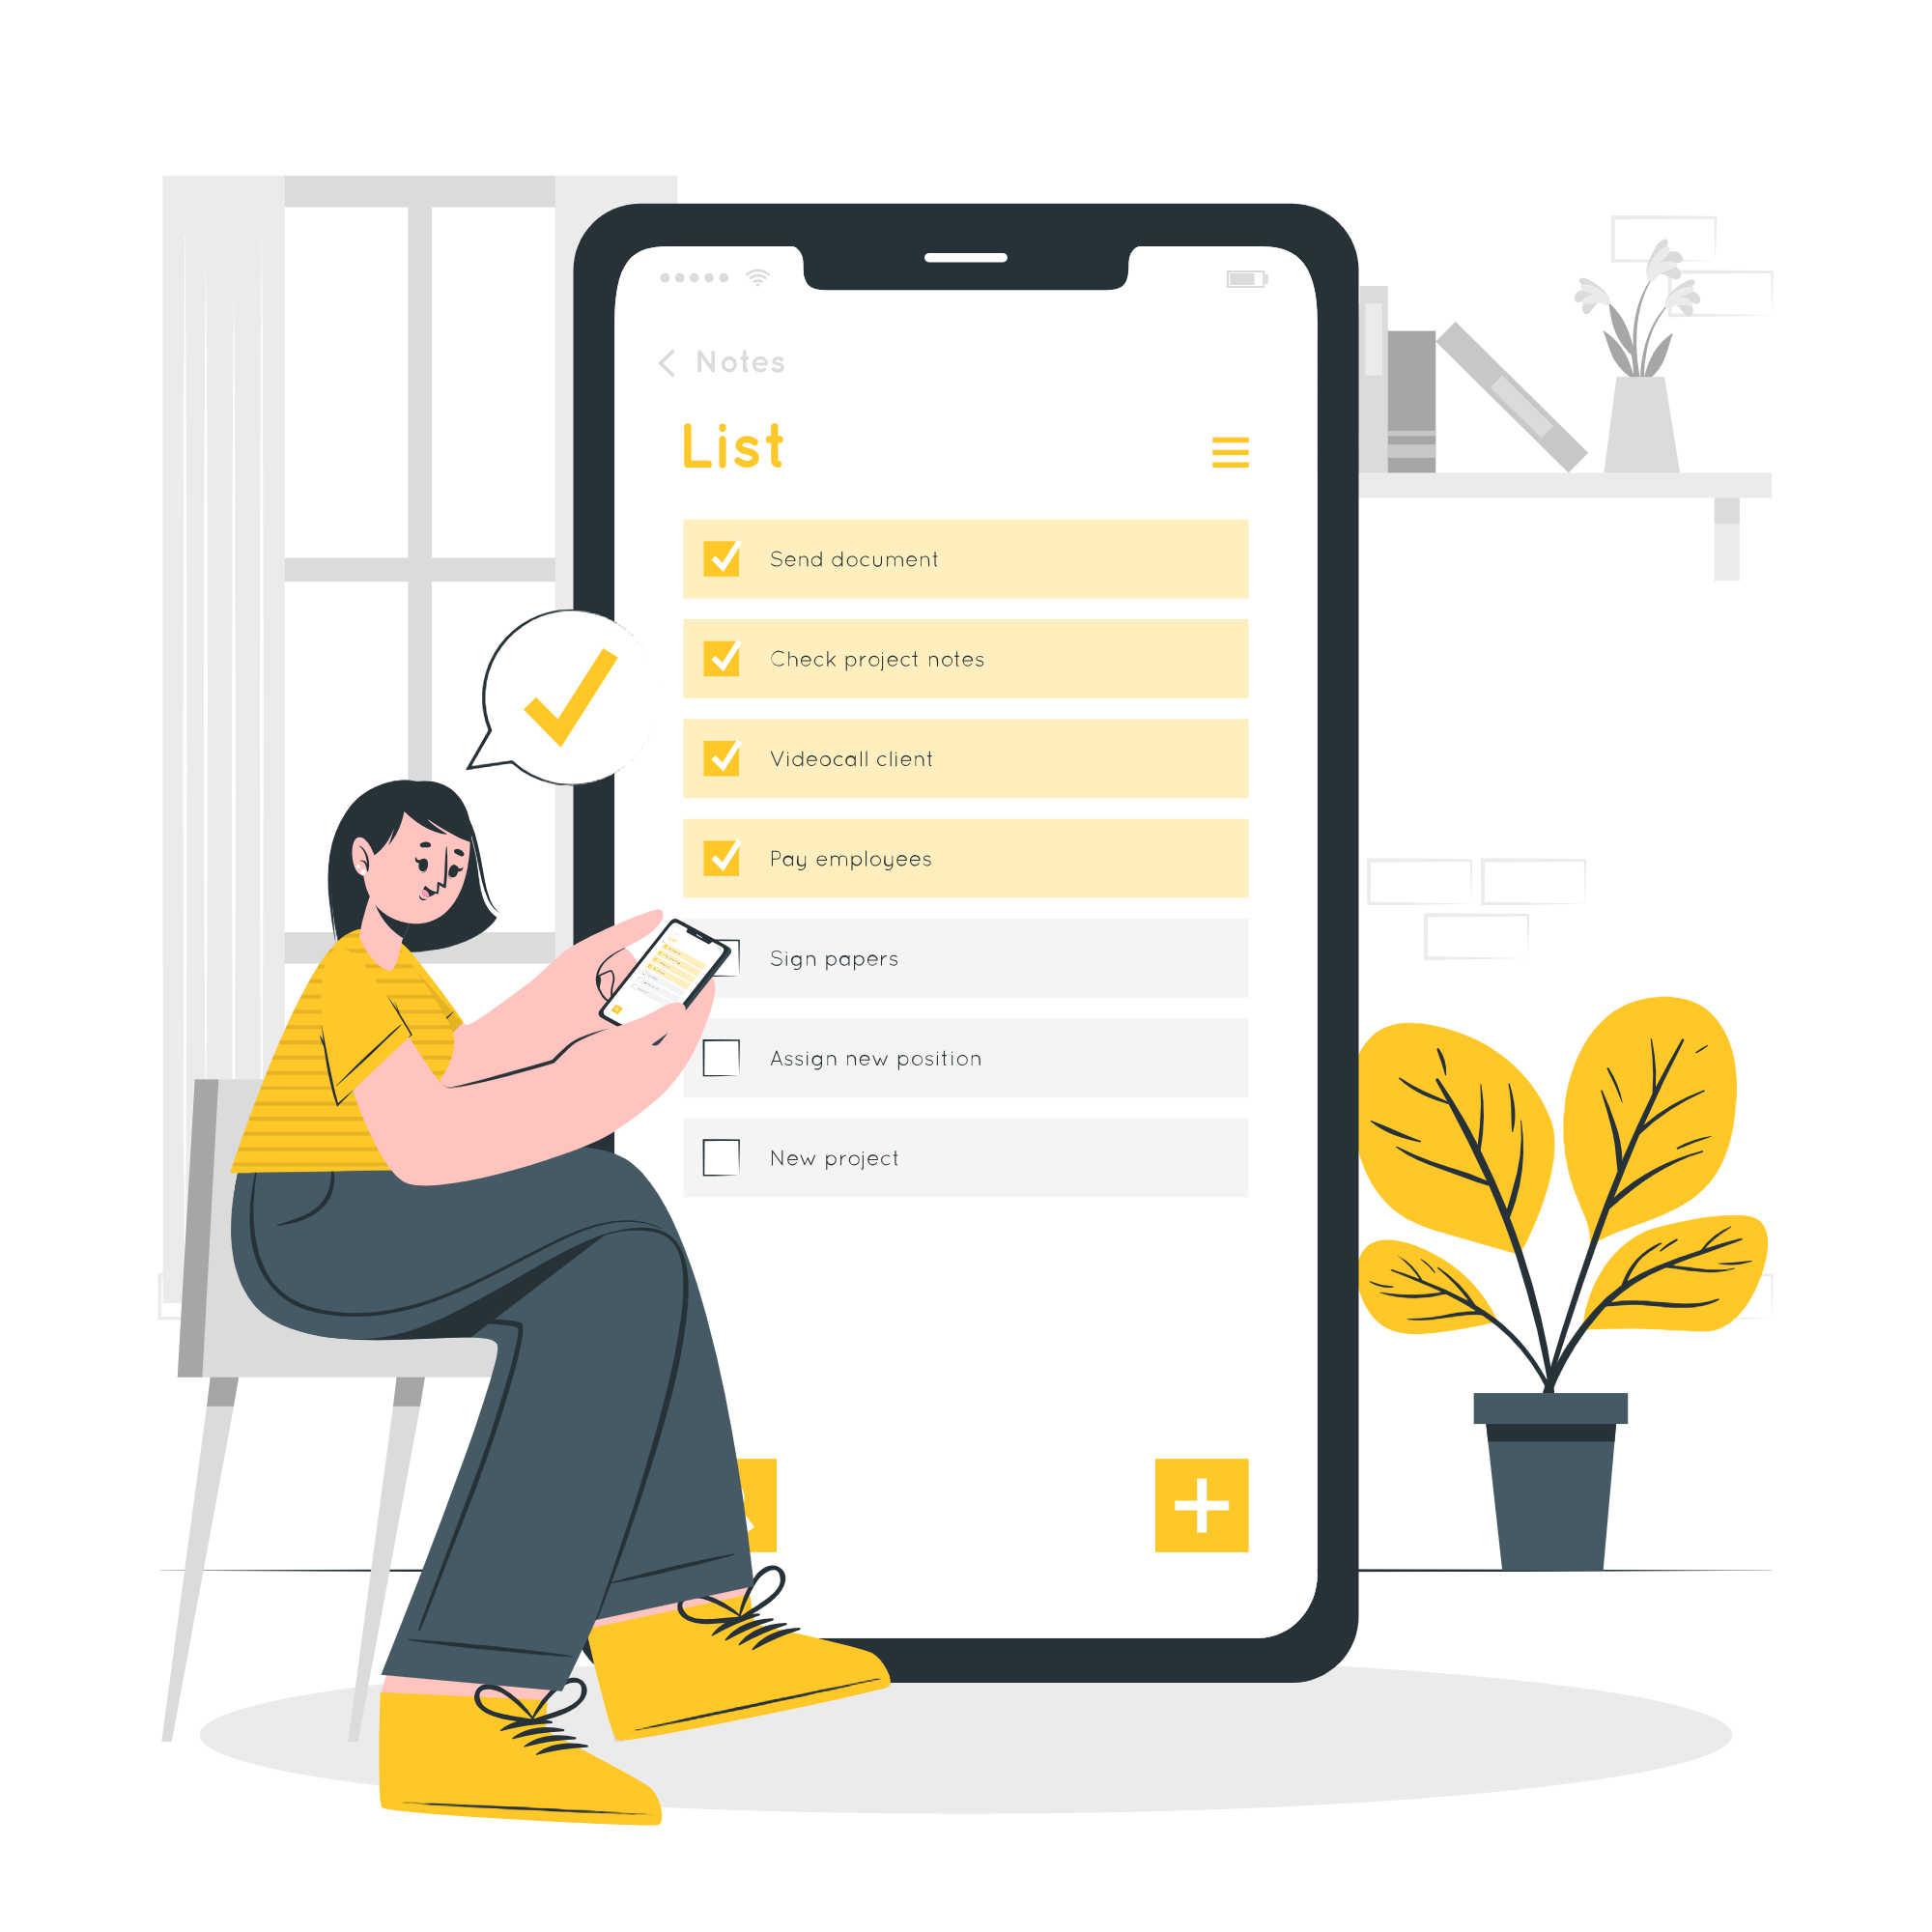 Notes
List
Send document
Check project notes
Videocall client
Pay employees
Sign papers
Assign new position
New project